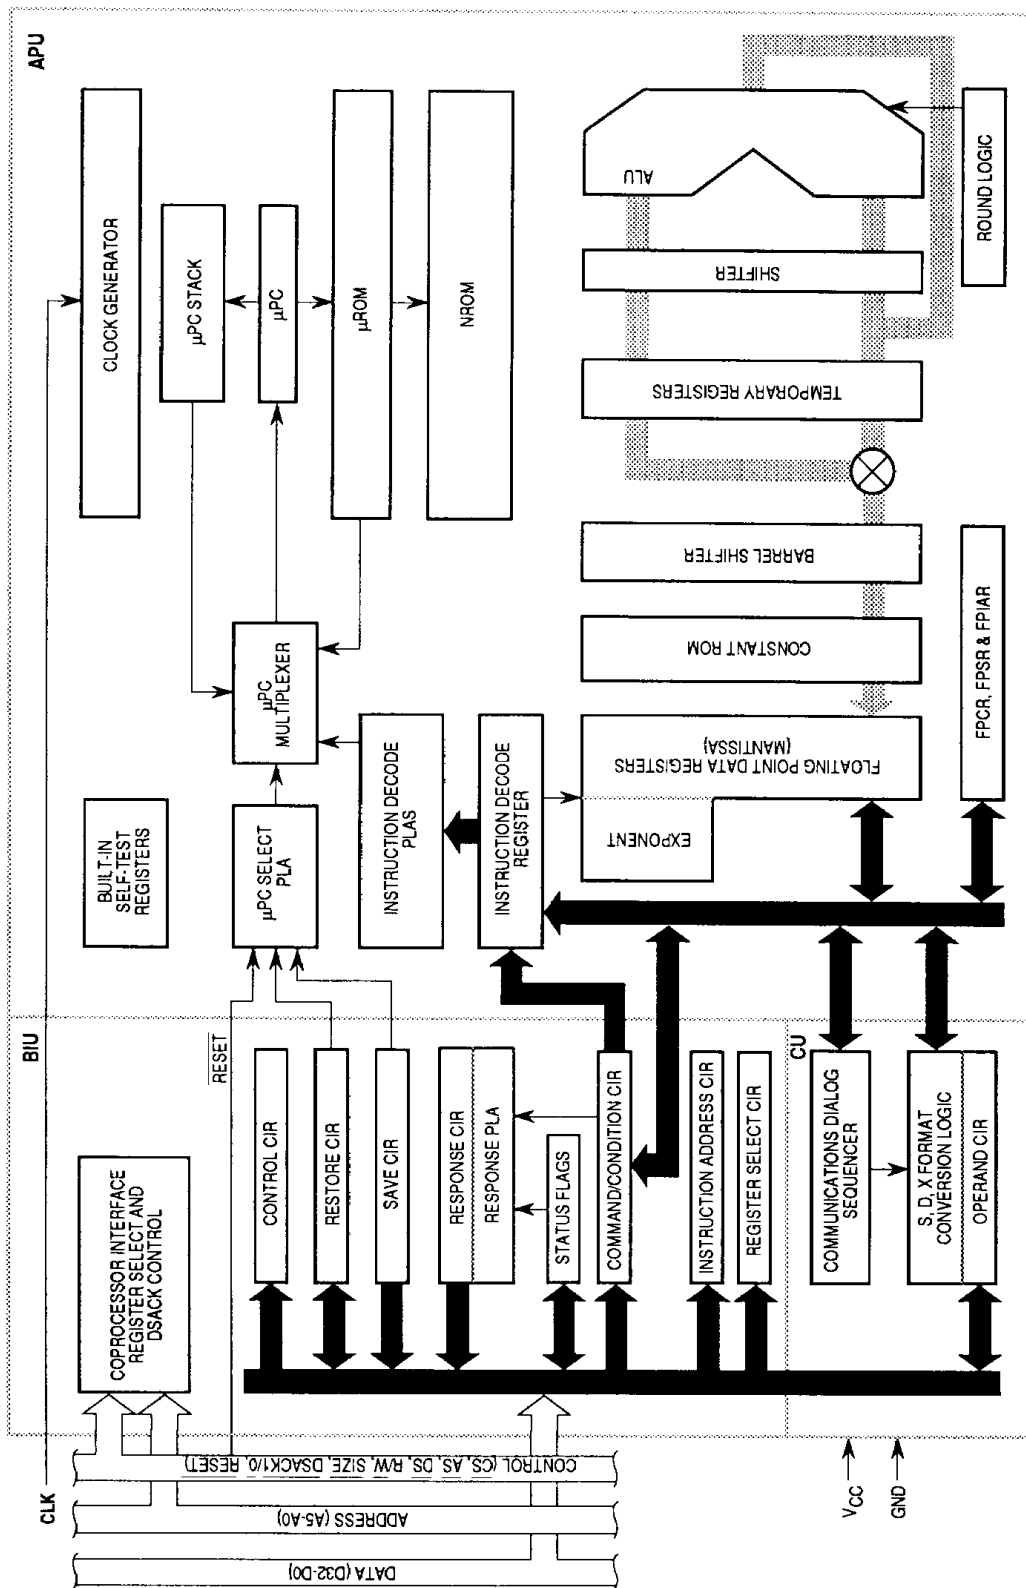 CLK
BIU
APU
COPROCESSOR INTERFACE
REGISTER SELECT AND
DSACK CONTROL
BUILT-IN
SELF-TEST
REGISTERS
CLOCK GENERATOR
RESET
CONTROL CIR
RESTORE CIR
SAVE CIR
RESPONSE CIR
RESPONSE PLA
STATUS FLAGS
COMMAND/CONDITION CIR
INSTRUCTION ADDRESS CIR
REGISTER SELECT CIR
µPC SELECT
PLA
µPC
MULTIPLEXER
µPC STACK
µPC
µROM
NROM
INSTRUCTION DECODE
PLAS
INSTRUCTION DECODE
REGISTER
EXPONENT
FLOATING POINT DATA REGISTERS
(MANTISSA)
CONSTANT ROM
BARREL SHIFTER
TEMPORARY REGISTERS
SHIFTER
ALU
ROUND LOGIC
FPCR, FPSR & FPIAR
CU
COMMUNICATIONS DIALOG
SEQUENCER
S, D, X FORMAT
CONVERSION LOGIC
OPERAND CIR
CONTROL (CS, AS, DS, R/W, SIZE, DSACK1/0, RESET)
ADDRESS (A5-A0)
DATA (D32-D0)
VCC
GND